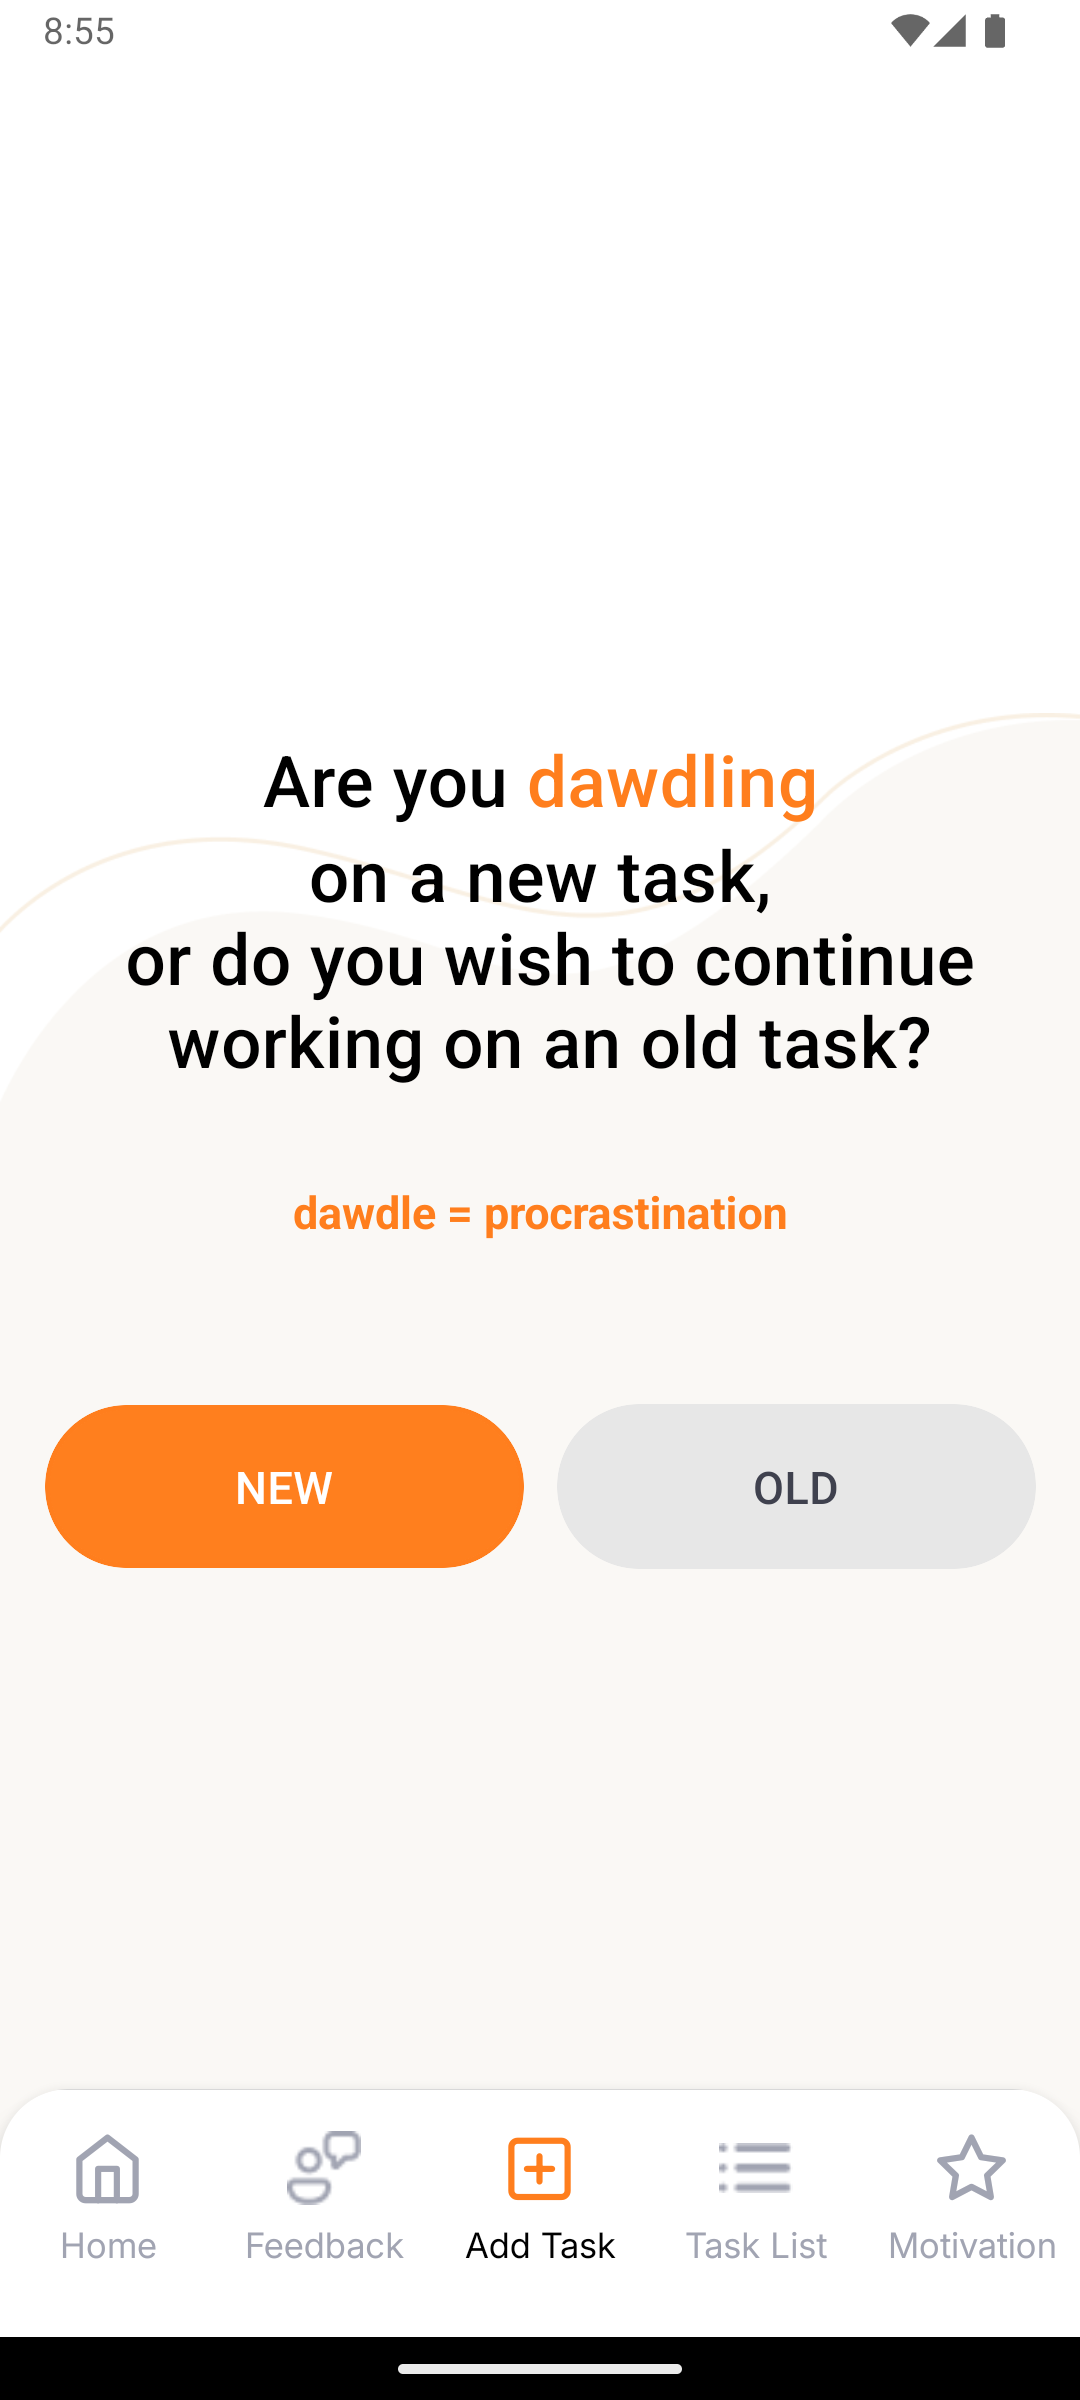 8:55
Are you dawdling
on a new task,
or do you wish to continue
working on an old task?
dawdle = procrastination
NEW
OLD
Home
Feedback
Add Task
Task List
Motivation